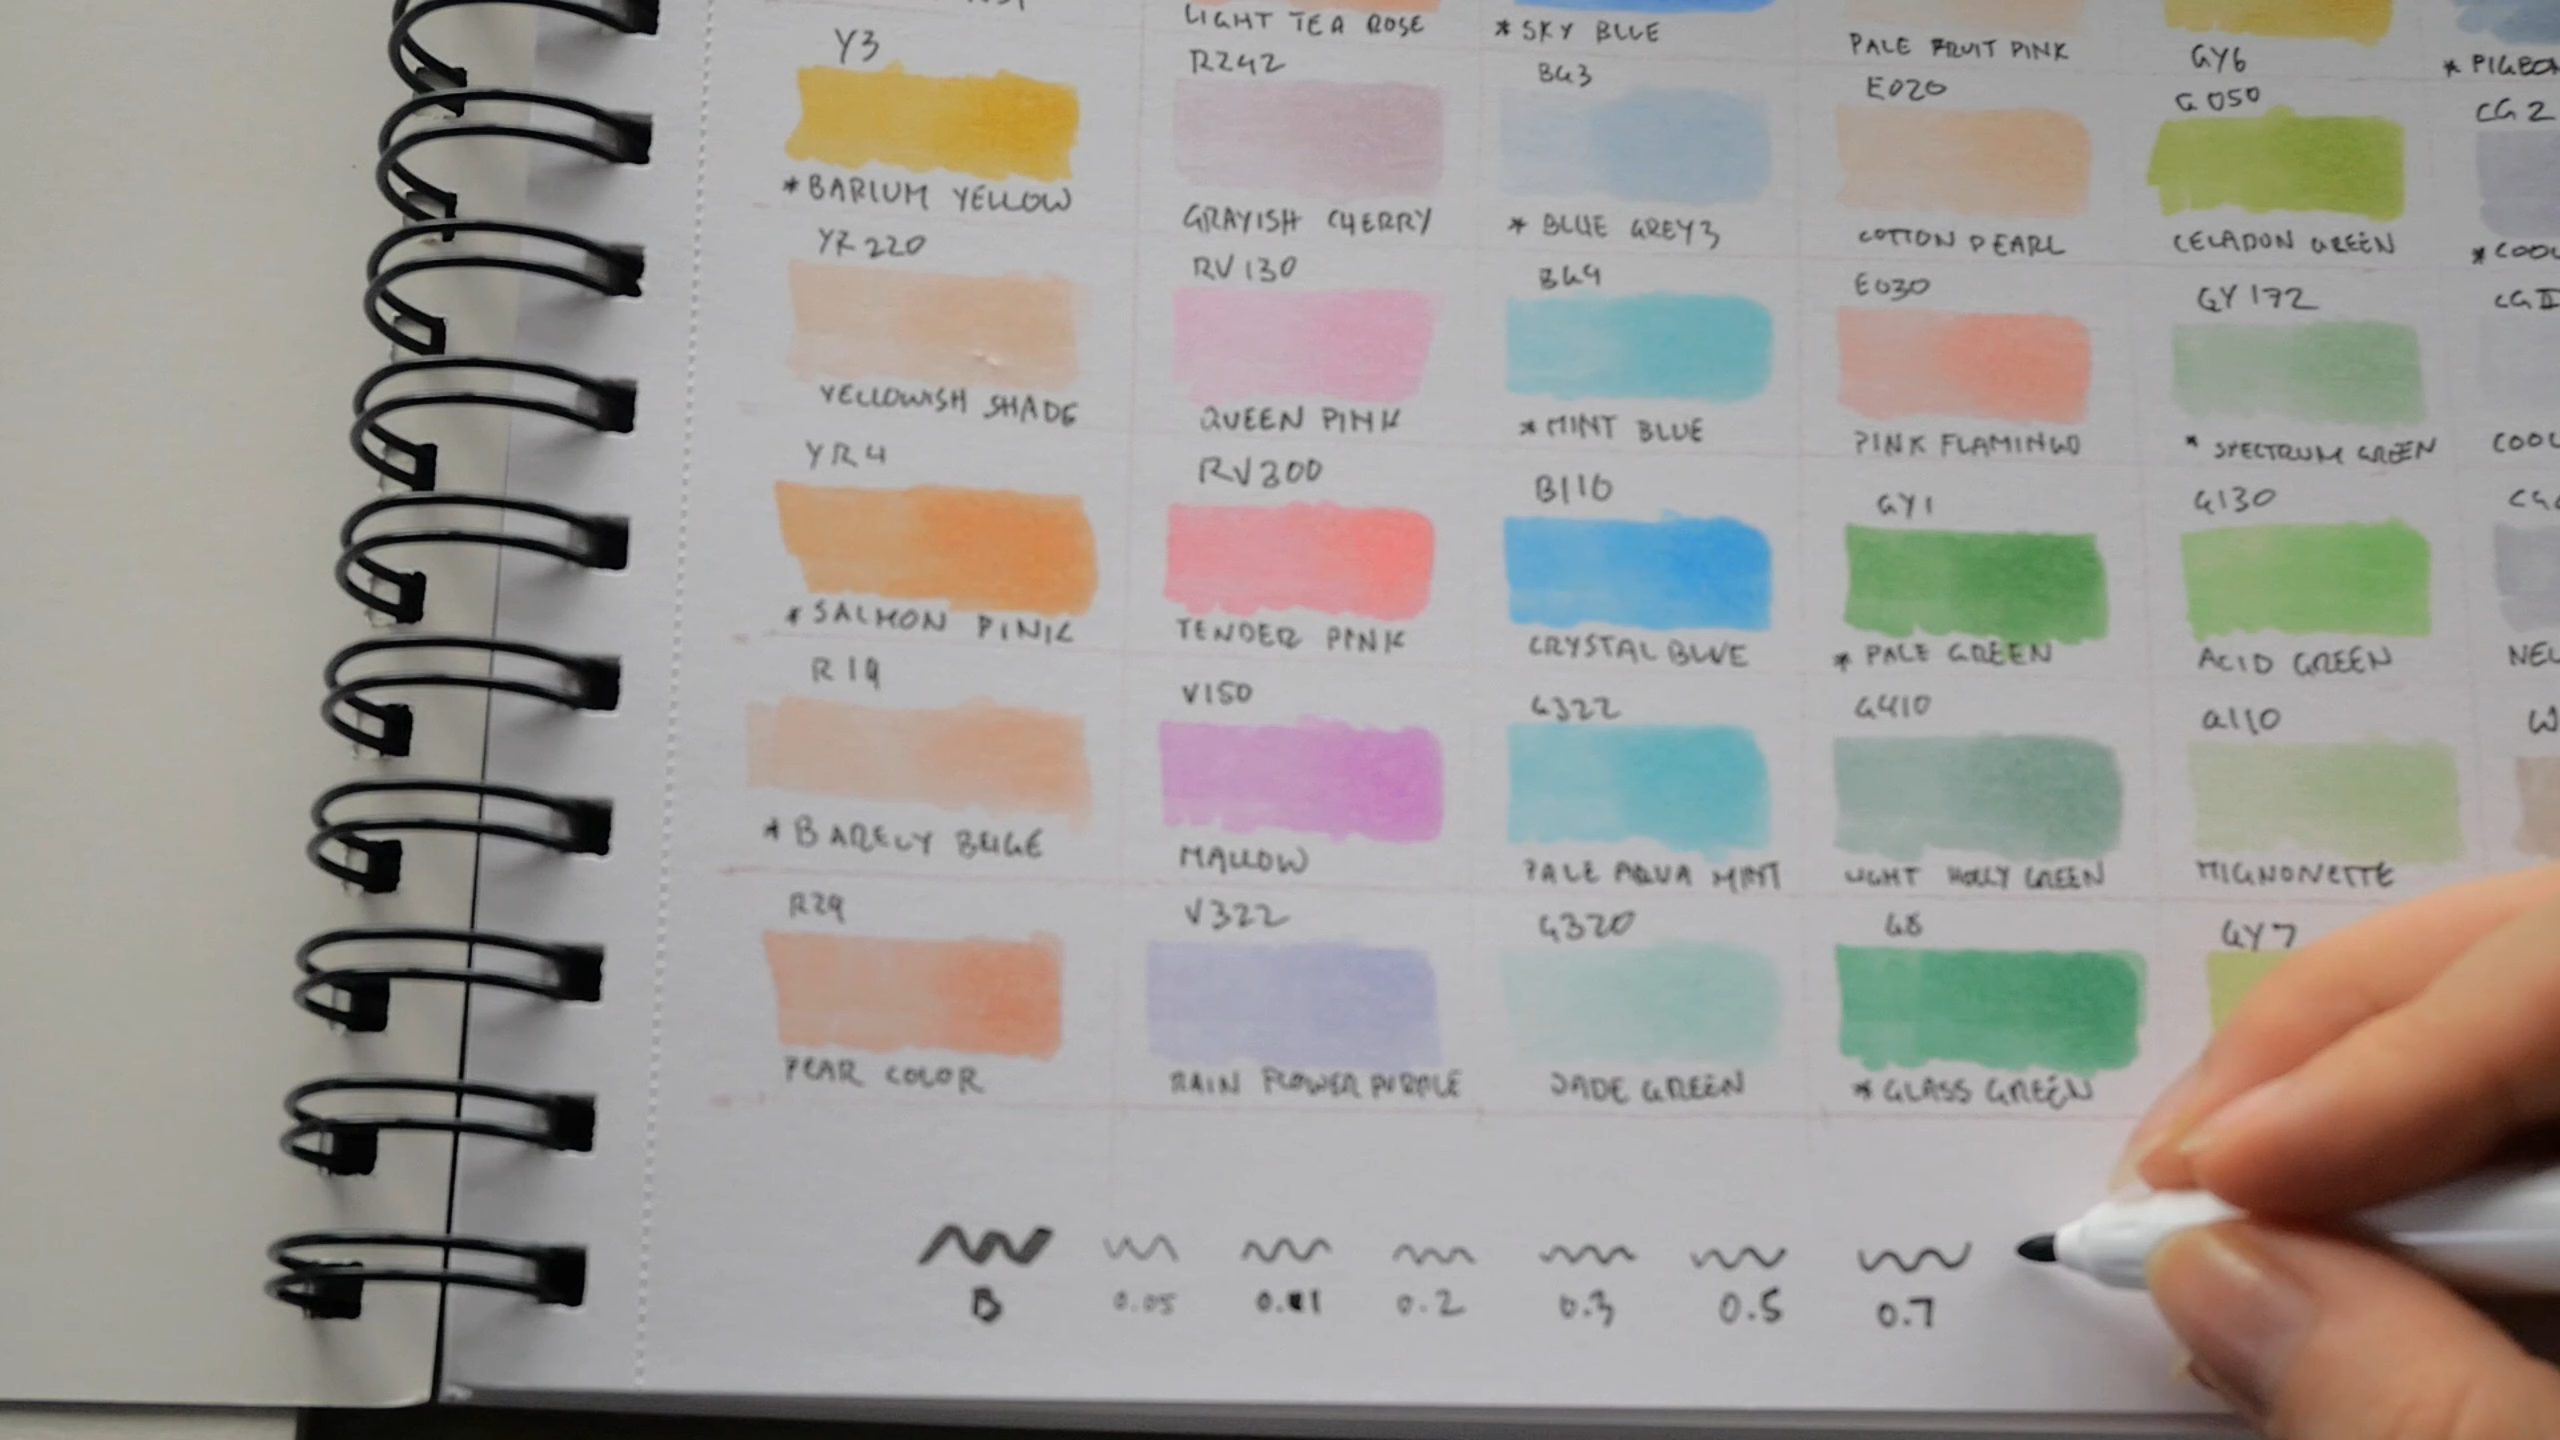 LIGHT TEA ROSE
* SKY BLUE
PALE FRUIT PINK
GY6
Y3
R242
BG3
E020
G050
CG2
* BARIUM YELLOW
GRAYISH CHERRY
* BLUE GREY3
COTTON PEARL
CELADON GREEN
YR220
RV130
BG9
E030
GY172
YELLOWISH SHADE
QUEEN PINK
* MINT BLUE
PINK FLAMINGO
* SPECTRUM GREEN
YR4
RV200
B110
GY1
G130
* SALMON PINK
TENDER PINK
CRYSTAL BLUE
* PALE GREEN
ACID GREEN
R19
V150
G322
G410
G110
* BARELY BEIGE
MALLOW
PALE AQUA MINT
LIGHT HOLLY GREEN
MIGNONETTE
R29
V322
G320
G8
GY7
PEAR COLOR
RAIN FLOWER PURPLE
JADE GREEN
* GLASS GREEN
B 0.05 0.1 0.2 0.3 0.5 0.7